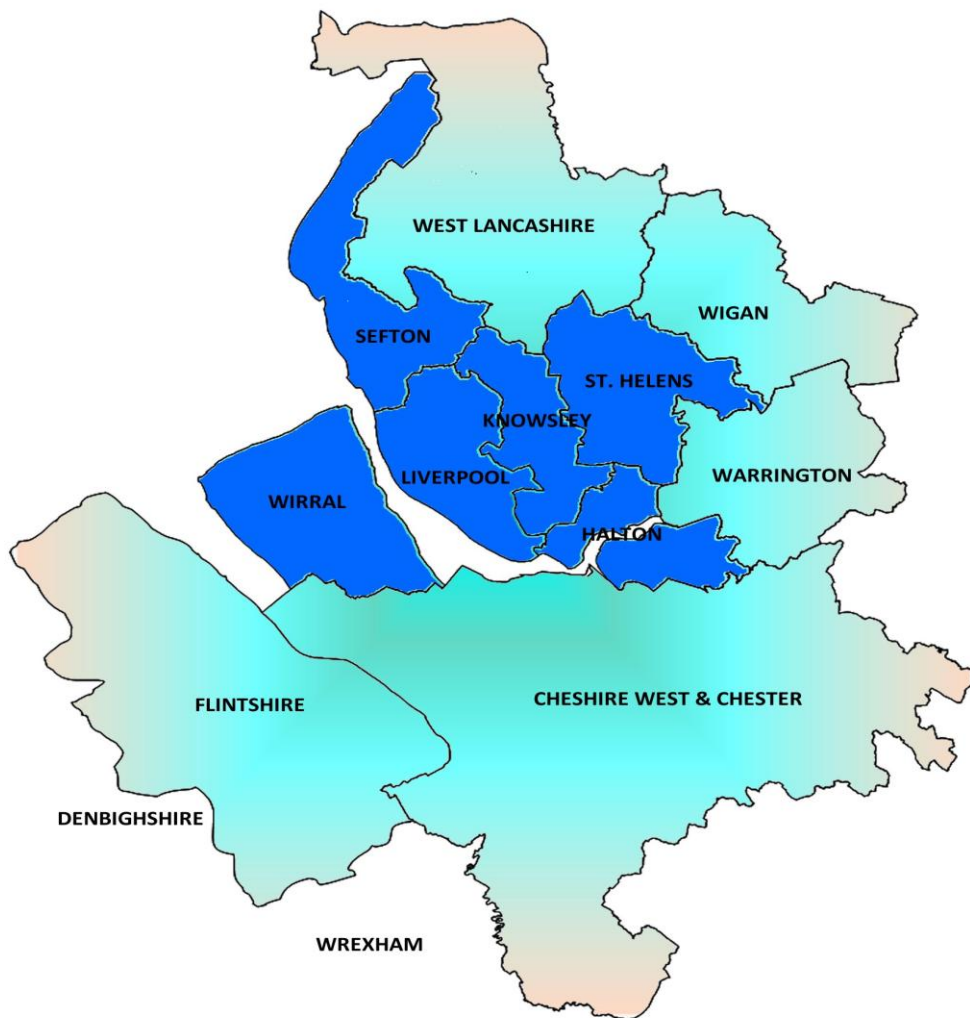 WEST LANCASHIRE
WIGAN
SEFTON
ST. HELENS
KNOWSLEY
LIVERPOOL
WARRINGTON
WIRRAL
HALTON
FLINTSHIRE
CHESHIRE WEST & CHESTER
DENBIGHSHIRE
WREXHAM